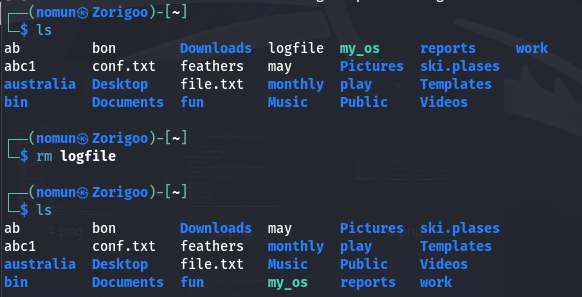 ┌──(nomun㉿Zorigoo)-[~]
└─$ ls
ab         bon        Downloads  logfile  my_os     reports     work
abc1       conf.txt   feathers   may      Pictures  ski.plases
australia  Desktop    file.txt   monthly  play      Templates
bin        Documents  fun        Music    Public    Videos
┌──(nomun㉿Zorigoo)-[~]
└─$ rm logfile
┌──(nomun㉿Zorigoo)-[~]
└─$ ls
ab         bon        Downloads  may      Pictures  ski.plases
abc1       conf.txt   feathers   monthly  play      Templates
australia  Desktop    file.txt   Music    Public    Videos
bin        Documents  fun        my_os    reports   work
4.png